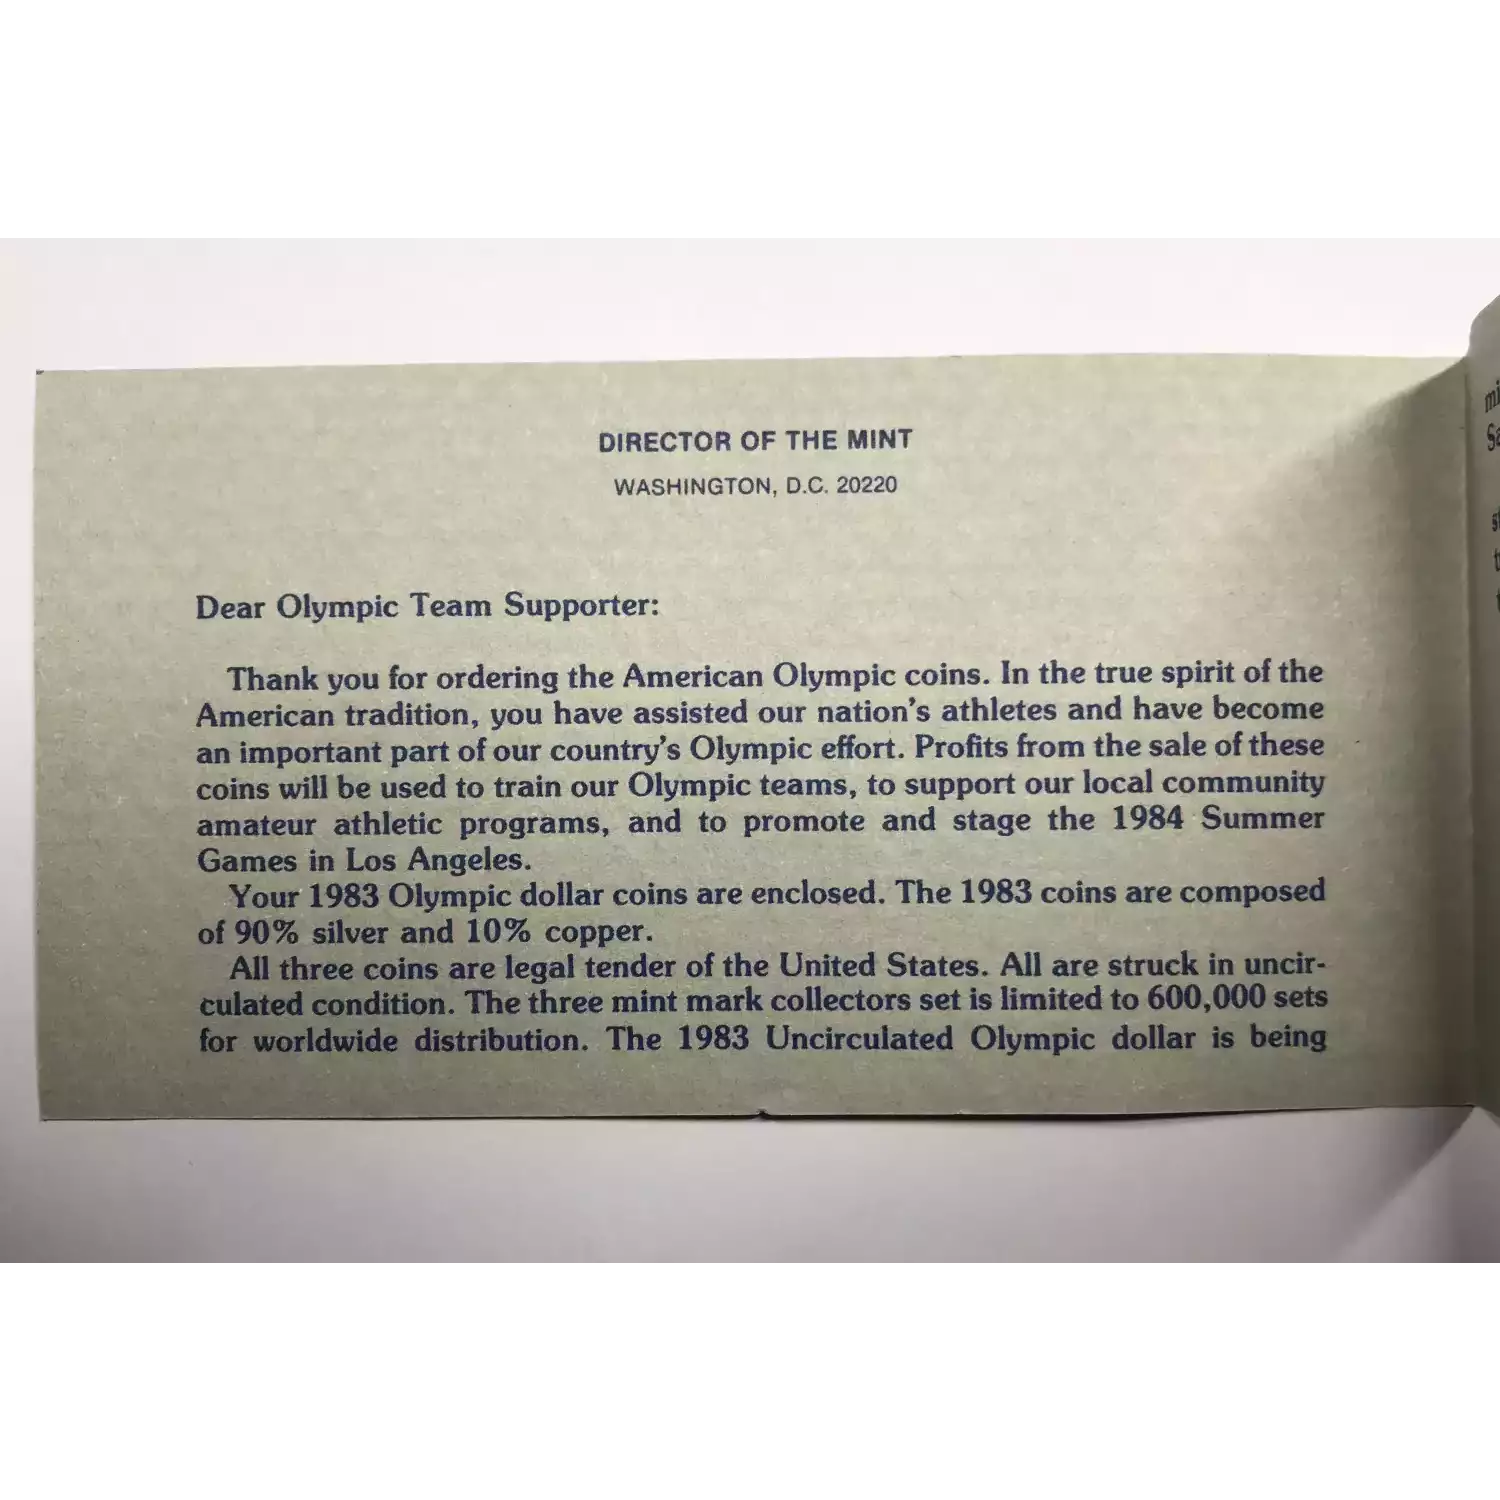 DIRECTOR OF THE MINT
WASHINGTON, D.C. 20220
Dear Olympic Team Supporter:
Thank you for ordering the American Olympic coins. In the true spirit of the
American tradition, you have assisted our nation's athletes and have become
an important part of our country's Olympic effort. Profits from the sale of these
coins will be used to train our Olympic teams, to support our local community
amateur athletic programs, and to promote and stage the 1984 Summer
Games in Los Angeles.
Your 1983 Olympic dollar coins are enclosed. The 1983 coins are composed
of 90% silver and 10% copper.
All three coins are legal tender of the United States. All are struck in uncir-
culated condition. The three mint mark collectors set is limited to 600,000 sets
for worldwide distribution. The 1983 Uncirculated Olympic dollar is being